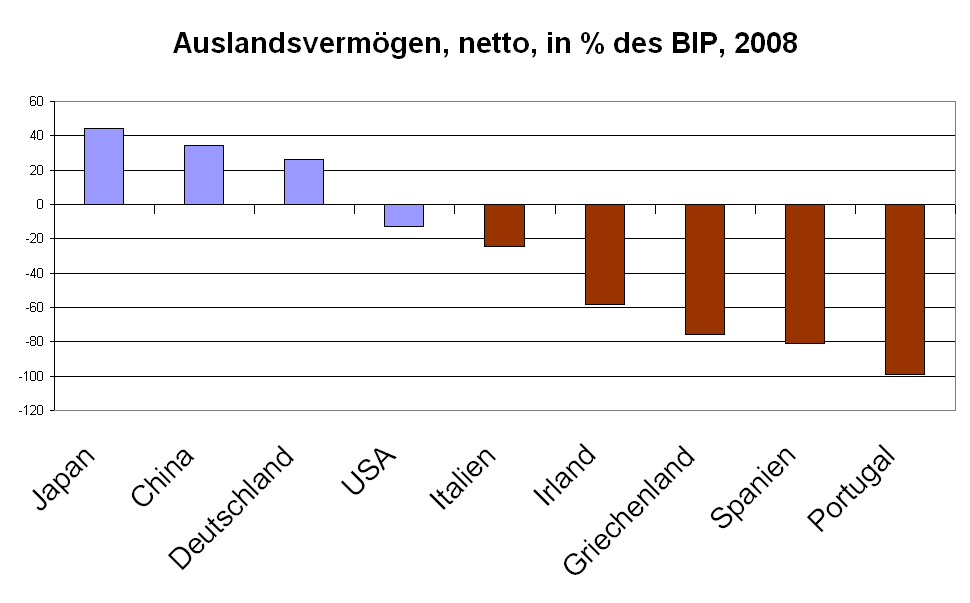 Auslandsvermögen, netto, in % des BIP, 2008
60
40
20
0
-20
-40
-60
-80
-100
-120
Japan
China
Deutschland
USA
Italien
Irland
Griechenland
Spanien
Portugal